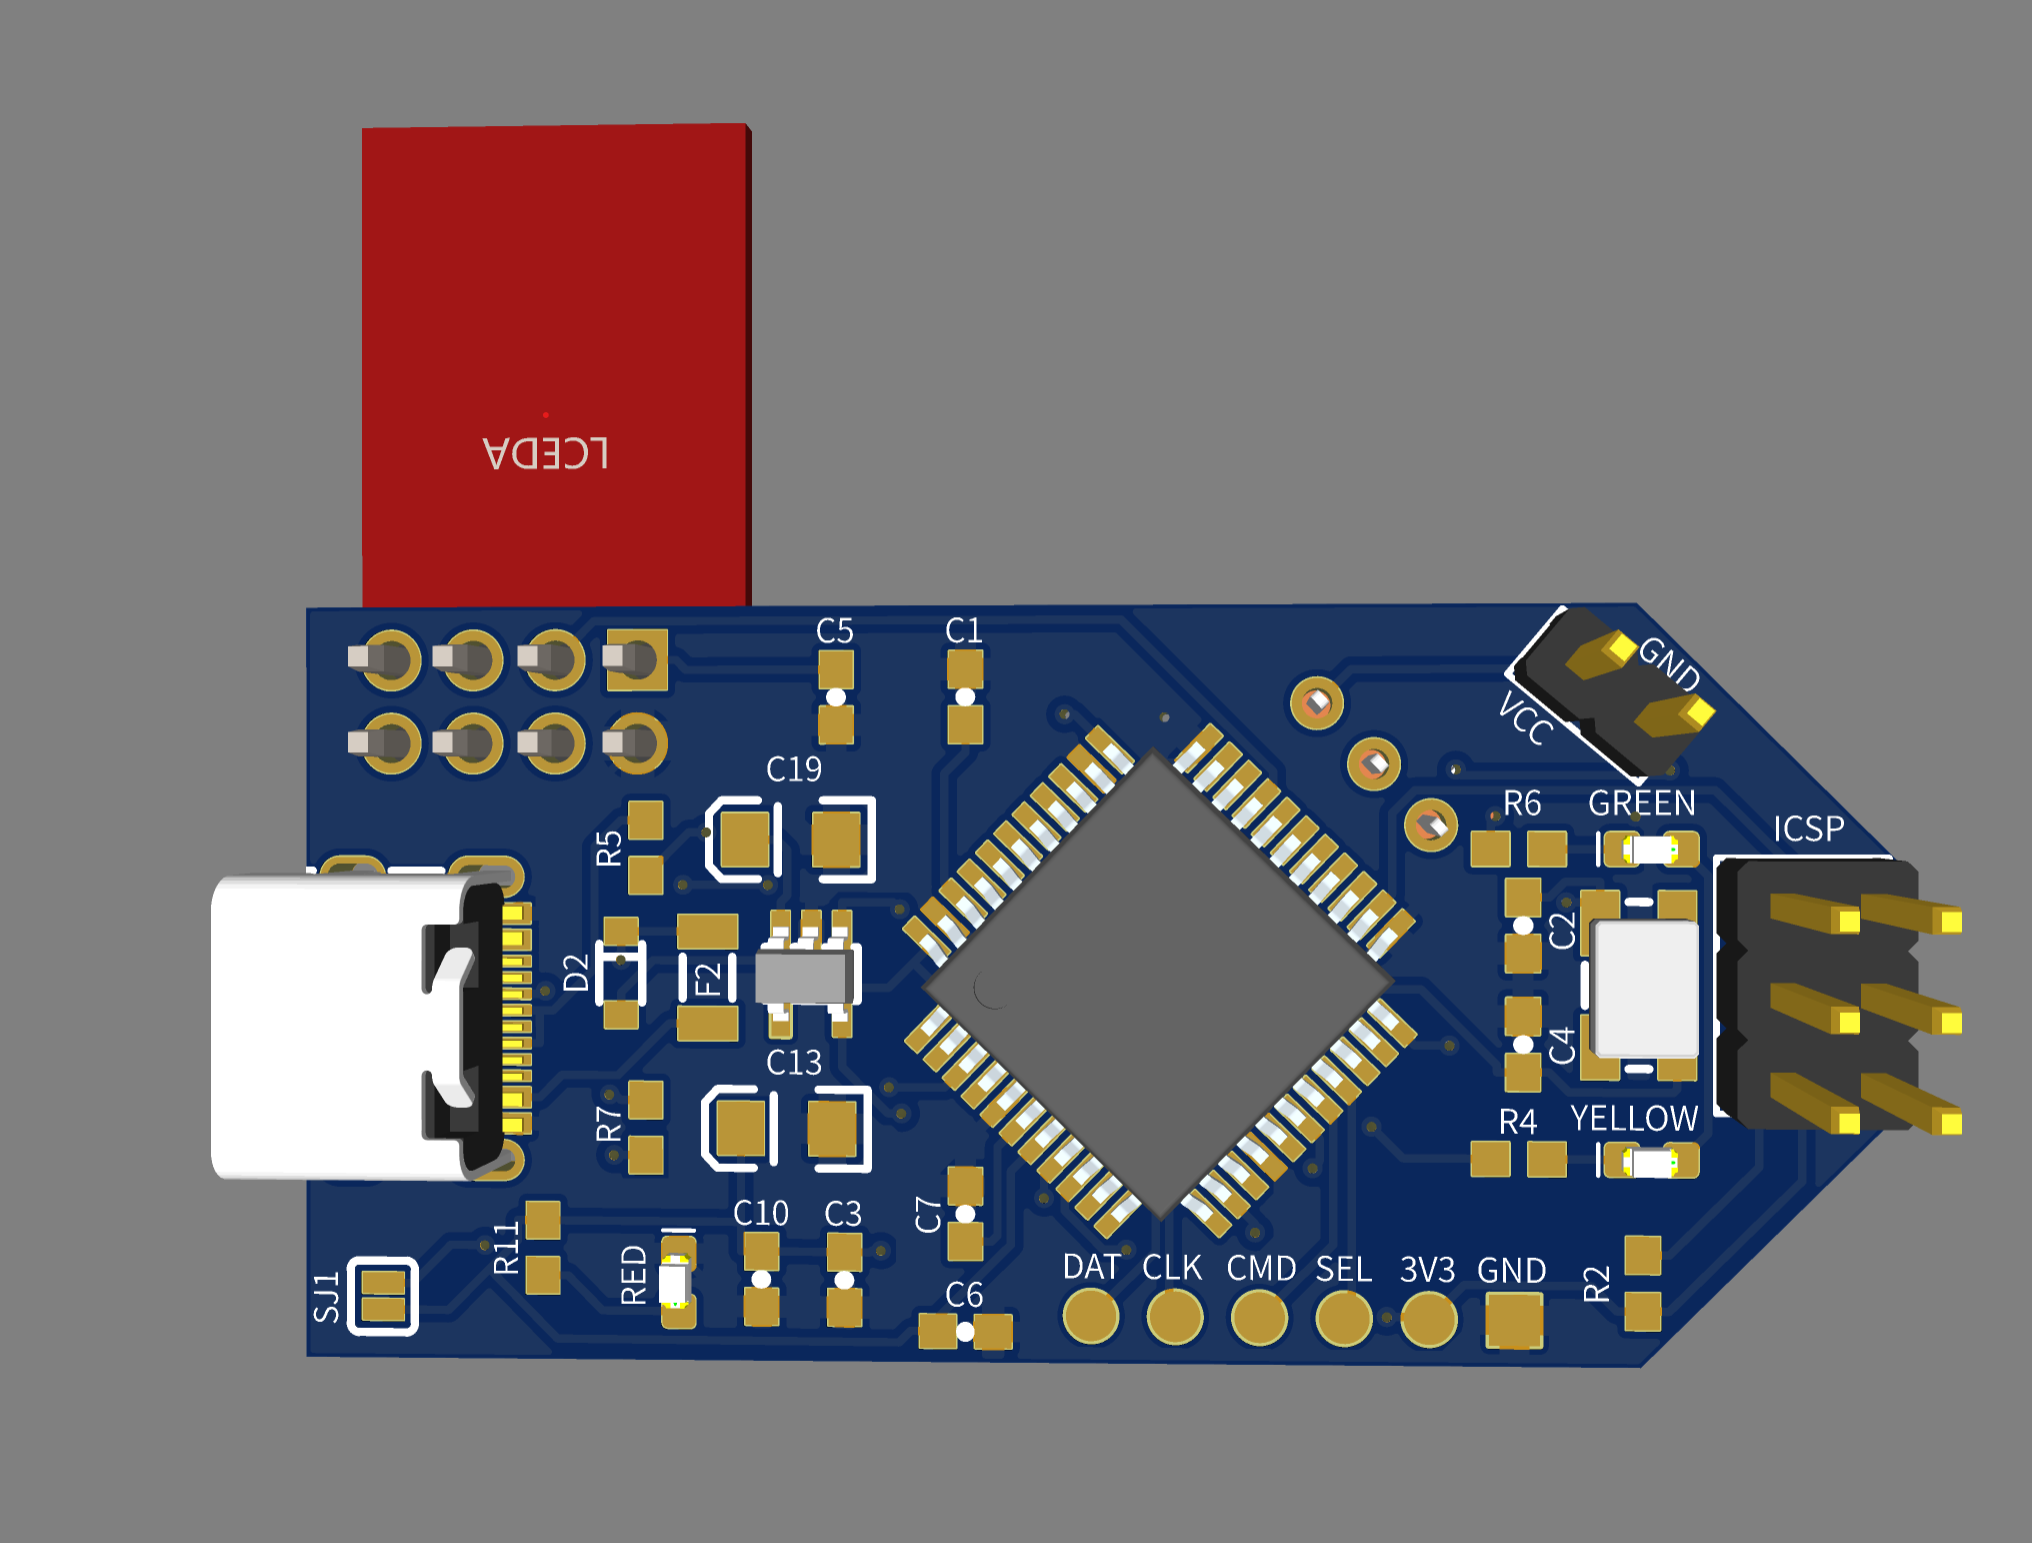 LCEDA
C5
C1
GND
VCC
C19
R6
GREEN
ICSP
R5
C2
D2
F2
C4
C13
R7
R4
YELLOW
C10
C3
C7
R11
RED
DAT
CLK
CMD
SEL
3V3
GND
R2
SJ1
C6